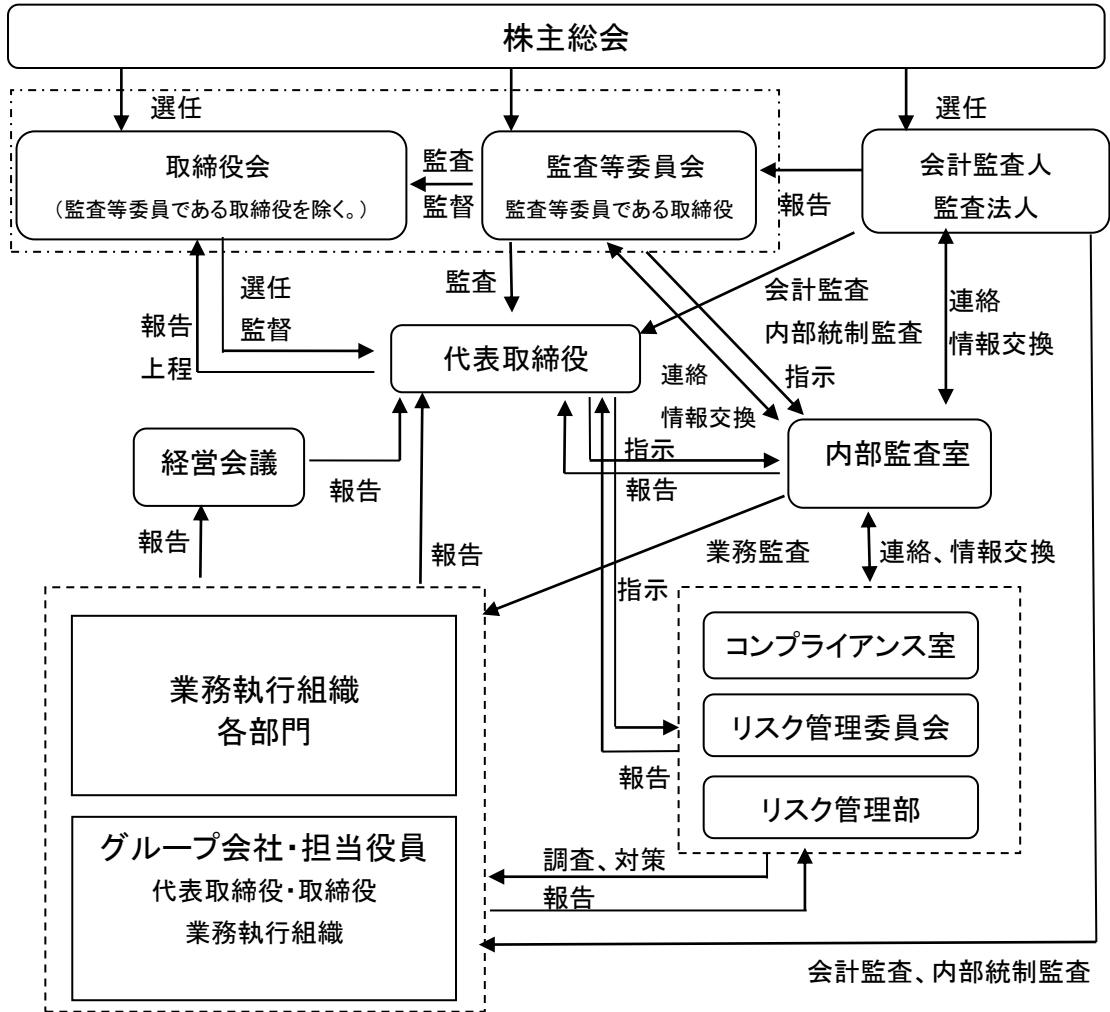 株主総会
選任
選任
取締役会
（監査等委員である取締役を除く。）
監査
監督
監査等委員会
監査等委員である取締役
報告
会計監査人
監査法人
選任
監督
報告
上程
監査
会計監査
内部統制監査
連絡
情報交換
代表取締役
連絡
情報交換
指示
経営会議
報告
指示
報告
内部監査室
報告
報告
業務監査
連絡、情報交換
指示
コンプライアンス室
リスク管理委員会
リスク管理部
報告
業務執行組織
各部門
グループ会社・担当役員
代表取締役・取締役
業務執行組織
調査、対策
報告
会計監査、内部統制監査